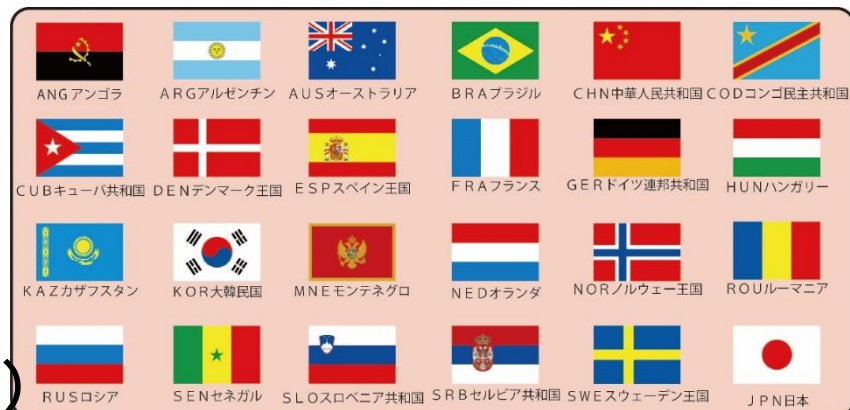 ANGアンゴラ ARGアルゼンチン AUSオーストラリア BRAブラジル CHN中華人民共和国 CODコンゴ民主共和国
CUBキューバ共和国 DENデンマーク王国 ESPスペイン王国 FRAフランス GERドイツ連邦共和国 HUNハンガリー
KAZカザフスタン KOR大韓民国 MNEモンテネグロ NEDオランダ NORノルウェー王国 ROUルーマニア
RUSロシア SENセネガル SLOスロベニア共和国 SRBセルビア共和国 SWEスウェーデン王国 JPN日本
)